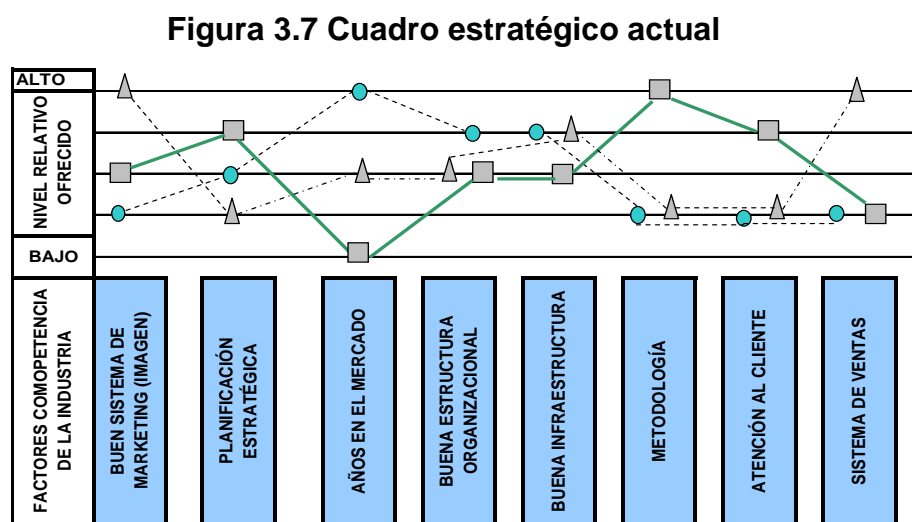 Figura 3.7 Cuadro estratégico actual
ALTO
NIVEL RELATIVO
OFRECIDO
BAJO
FACTORES COMOPETENCIA
DE LA INDUSTRIA
BUEN SISTEMA DE
MARKETING (IMAGEN)
PLANIFICACIÓN
ESTRATÉGICA
AÑOS EN EL MERCADO
BUENA ESTRUCTURA
ORGANIZACIONAL
BUENA INFRAESTRUCTURA
METODOLOGÍA
ATENCIÓN AL CLIENTE
SISTEMA DE VENTAS